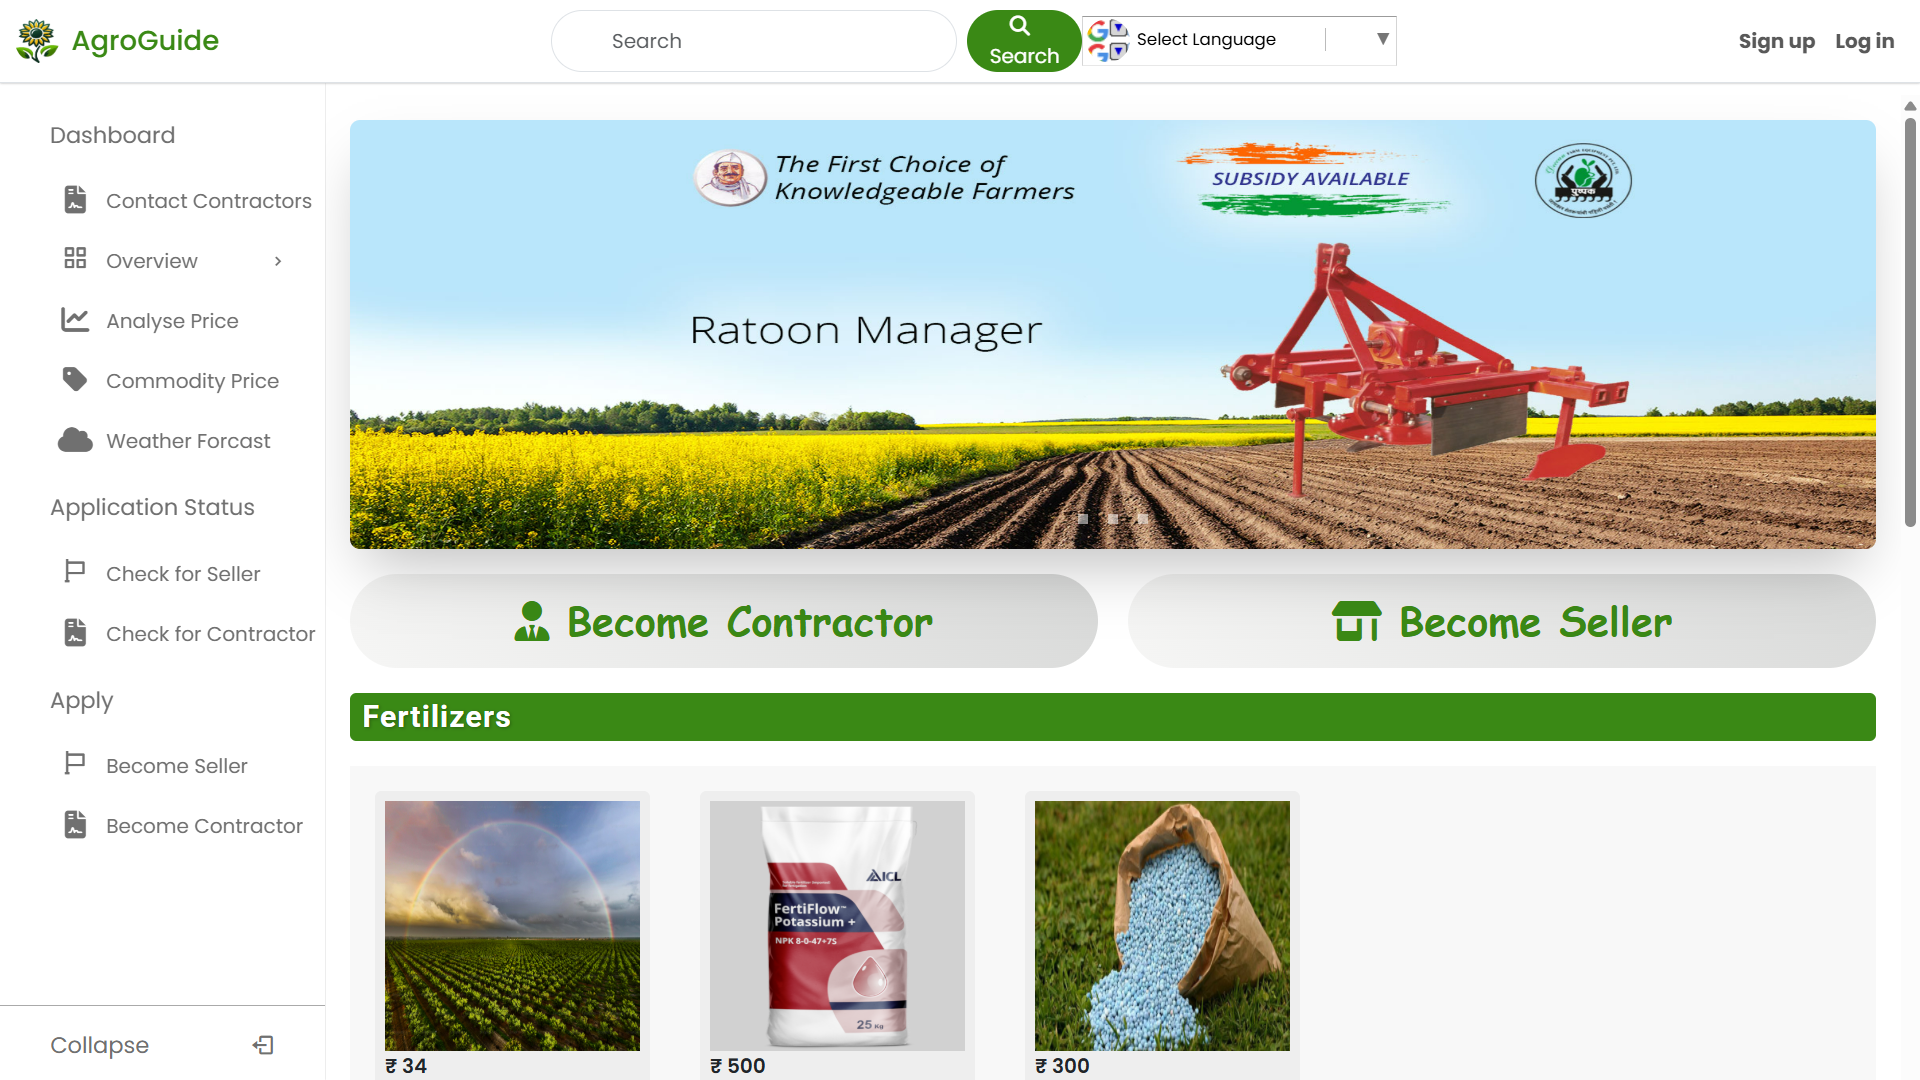 AgroGuide
Search
Search
Select Language
Sign up
Log in
Dashboard
Contact Contractors
Overview
Analyse Price
Commodity Price
Weather Forcast
Application Status
Check for Seller
Check for Contractor
Apply
Become Seller
Become Contractor
Collapse
The First Choice of
Knowledgeable Farmers
SUBSIDY AVAILABLE
पुष्पक
Ratoon Manager
Become Contractor
Become Seller
Fertilizers
ICL
FertiFlow™
Potassium +
NPK 8-0-47+7S
25 Kg
₹ 34
₹ 500
₹ 300